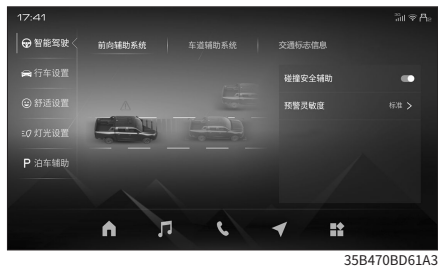 17:41
智能驾驶
前向辅助系统
车道辅助系统
交通标志信息
行车设置
碰撞安全辅助
舒适设置
预警灵敏度
标准
灯光设置
P 泊车辅助
35B470BD61A3